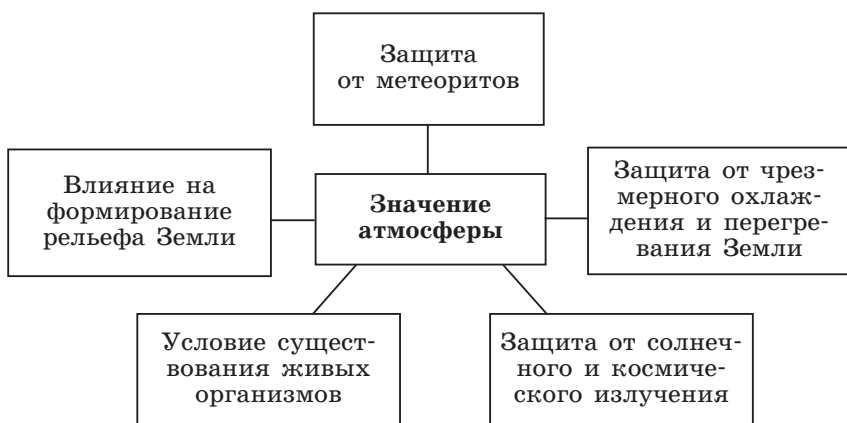 Защита
от метеоритов
Влияние на
формирование
рельефа Земли
Значение
атмосферы
Защита от чрез-
мерного охлаж-
дения и перегре-
вания Земли
Условие сущест-
вования живых
организмов
Защита от солнеч-
ного и космиче-
ского излучения